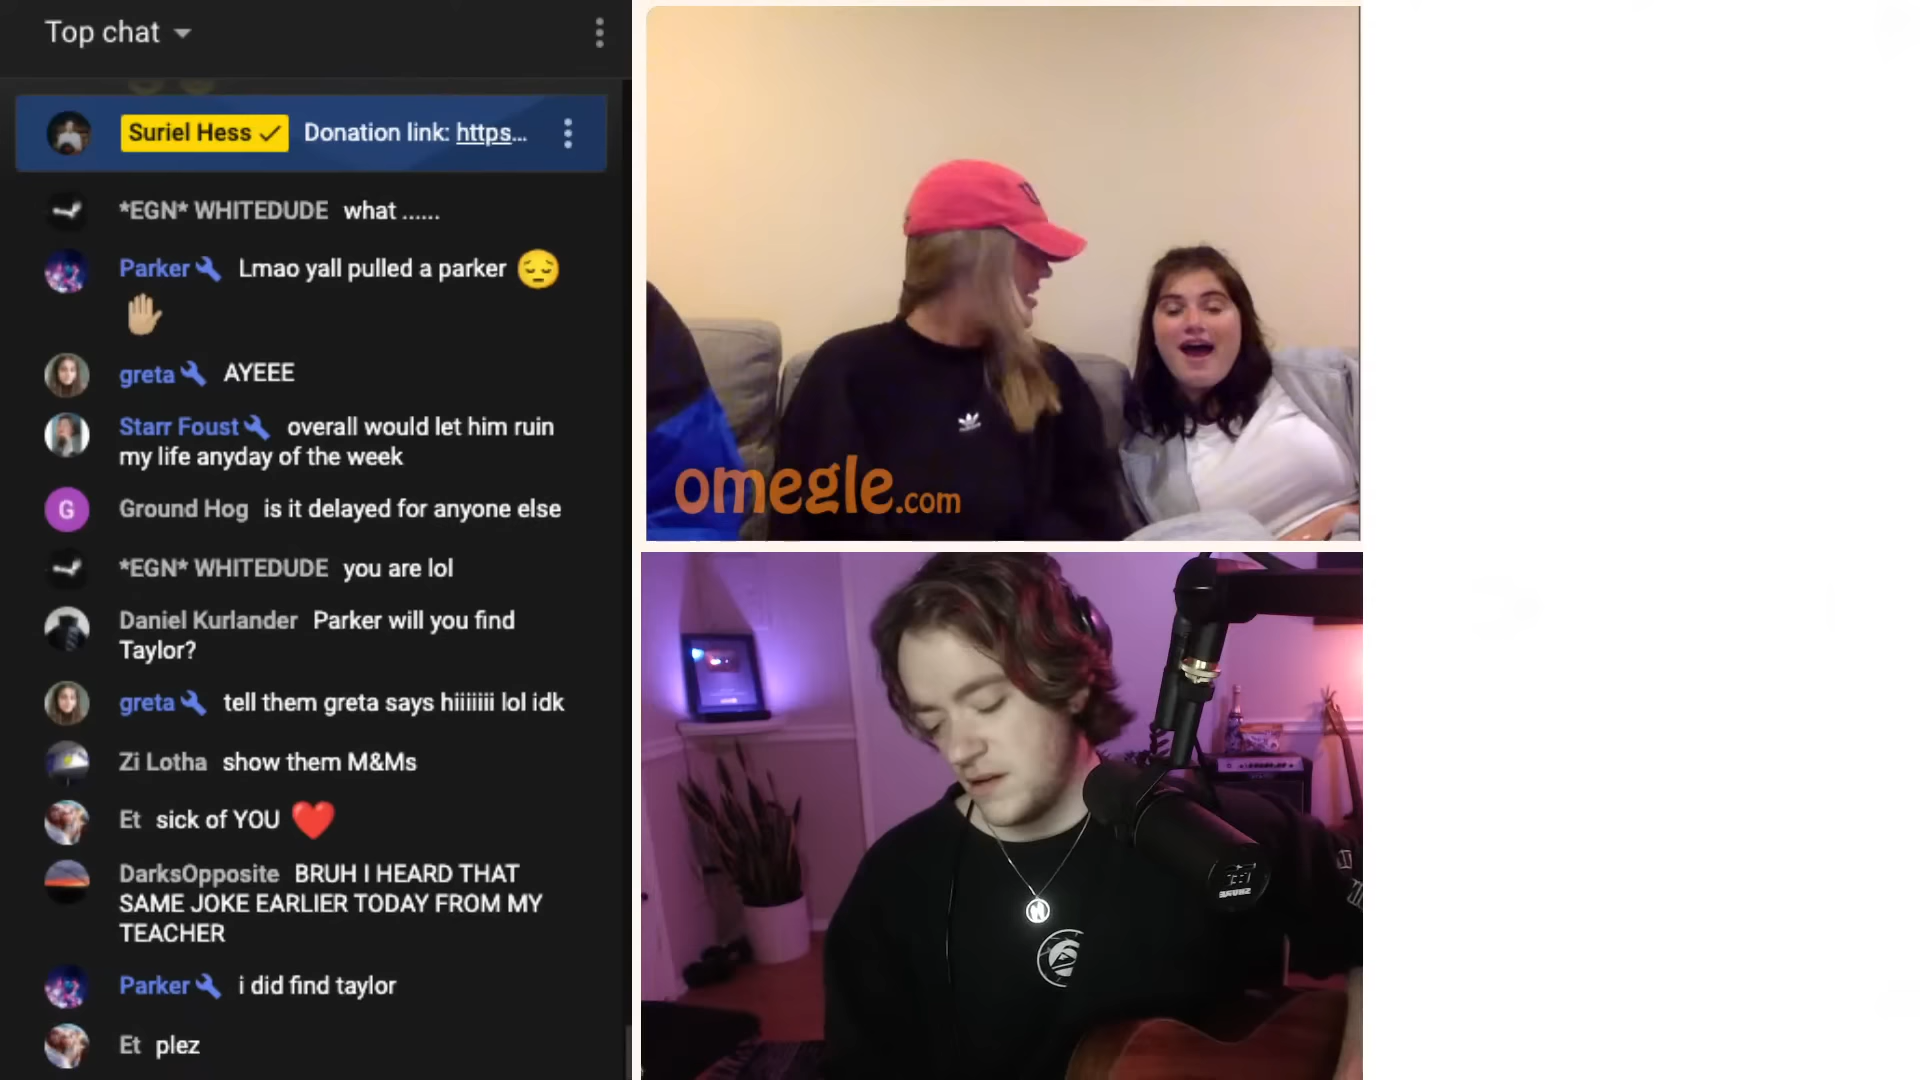 Top chat
Suriel Hess Donation link: https...
*EGN* WHITEDUDE what ......
Parker Lmao yall pulled a parker 😔
🤚🏼
greta AYEEE
Starr Foust overall would let him ruin
my life anyday of the week
G Ground Hog is it delayed for anyone else
*EGN* WHITEDUDE you are lol
Daniel Kurlander Parker will you find
Taylor?
greta tell them greta says hiiiiiii lol idk
Zi Lotha show them M&Ms
Et sick of YOU ❤️
DarksOpposite BRUH I HEARD THAT
SAME JOKE EARLIER TODAY FROM MY
TEACHER
Parker i did find taylor
Et plez
omegle.com